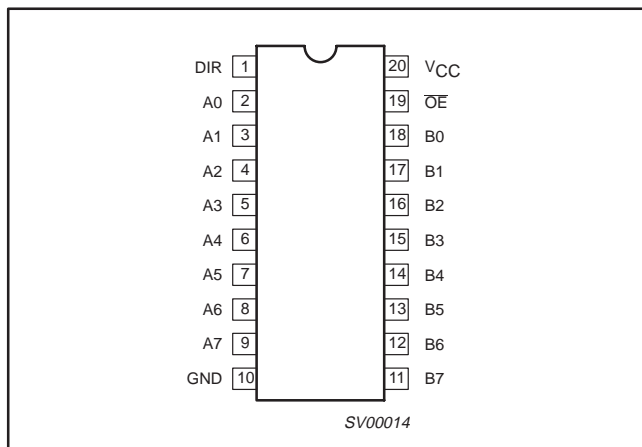 DIR 1 20 VCC
A0 2 19 OE
A1 3 18 B0
A2 4 17 B1
A3 5 16 B2
A4 6 15 B3
A5 7 14 B4
A6 8 13 B5
A7 9 12 B6
GND 10 11 B7
SV00014